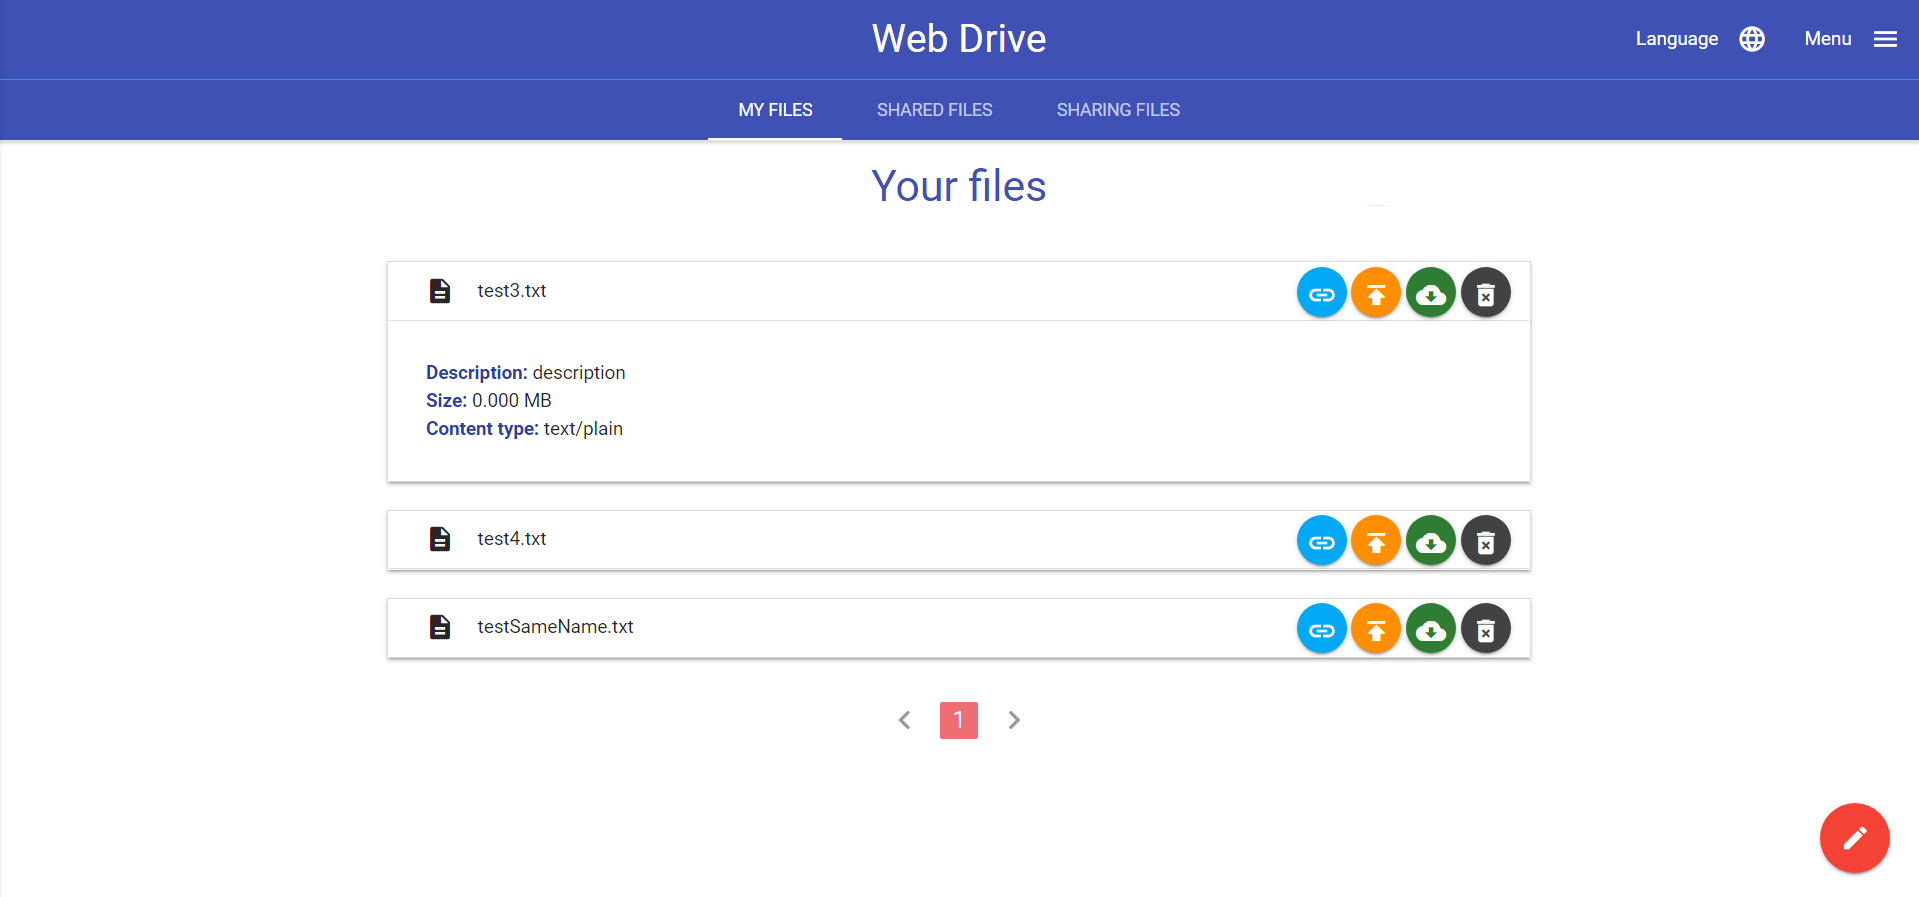 Web Drive
Language
Menu
MY FILES
SHARED FILES
SHARING FILES
Your files
test3.txt
Description: description
Size: 0.000 MB
Content type: text/plain
test4.txt
testSameName.txt
1